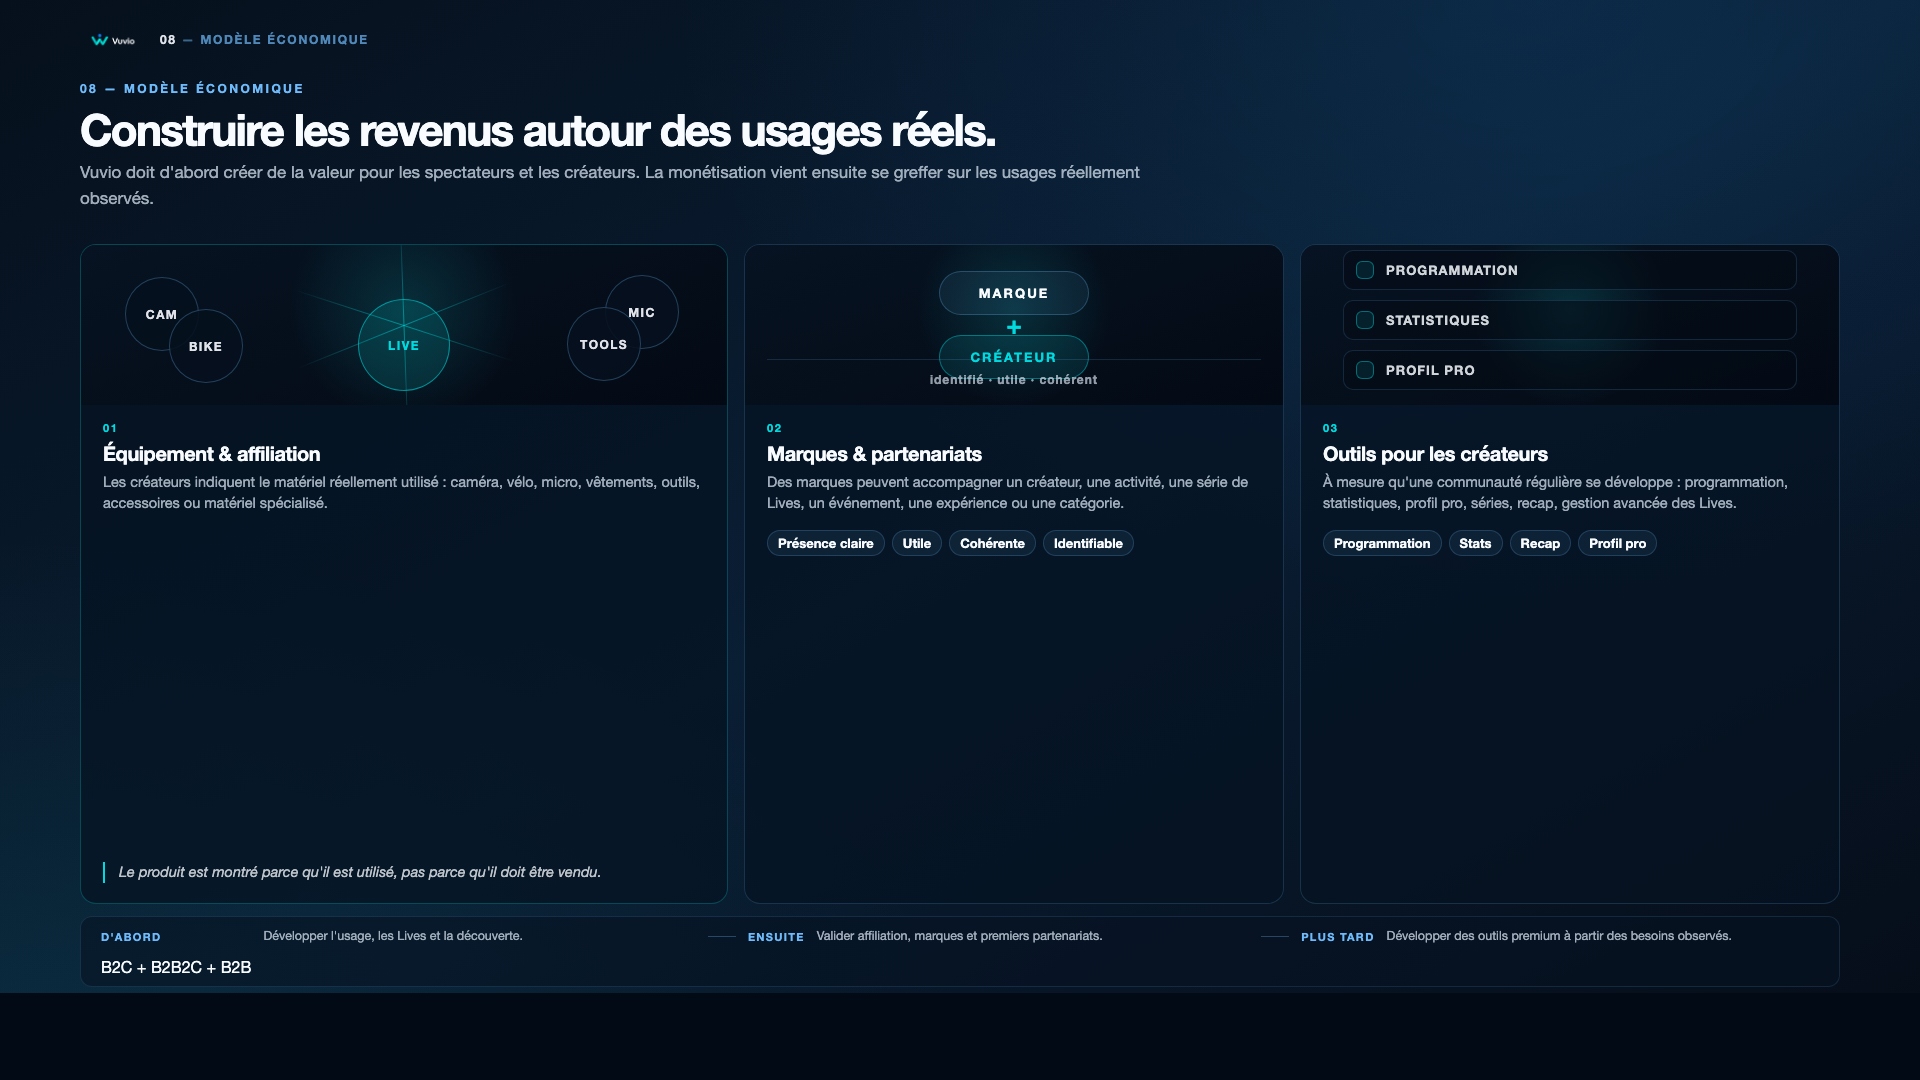 Vuvio
08 — MODÈLE ÉCONOMIQUE
08 — MODÈLE ÉCONOMIQUE
Construire les revenus autour des usages réels.
Vuvio doit d'abord créer de la valeur pour les spectateurs et les créateurs. La monétisation vient ensuite se greffer sur les usages réellement
observés.
CAM
BIKE
LIVE
MIC
TOOLS
01
Équipement & affiliation
Les créateurs indiquent le matériel réellement utilisé : caméra, vélo, micro, vêtements, outils,
accessoires ou matériel spécialisé.
Le produit est montré parce qu'il est utilisé, pas parce qu'il doit être vendu.
MARQUE
+
CRÉATEUR
identifié · utile · cohérent
02
Marques & partenariats
Des marques peuvent accompagner un créateur, une activité, une série de
Lives, un événement, une expérience ou une catégorie.
Présence claire
Utile
Cohérente
Identifiable
PROGRAMMATION
STATISTIQUES
PROFIL PRO
03
Outils pour les créateurs
À mesure qu'une communauté régulière se développe : programmation,
statistiques, profil pro, séries, recap, gestion avancée des Lives.
Programmation
Stats
Recap
Profil pro
D'ABORD
Développer l'usage, les Lives et la découverte.
ENSUITE
Valider affiliation, marques et premiers partenariats.
PLUS TARD
Développer des outils premium à partir des besoins observés.
B2C + B2B2C + B2B